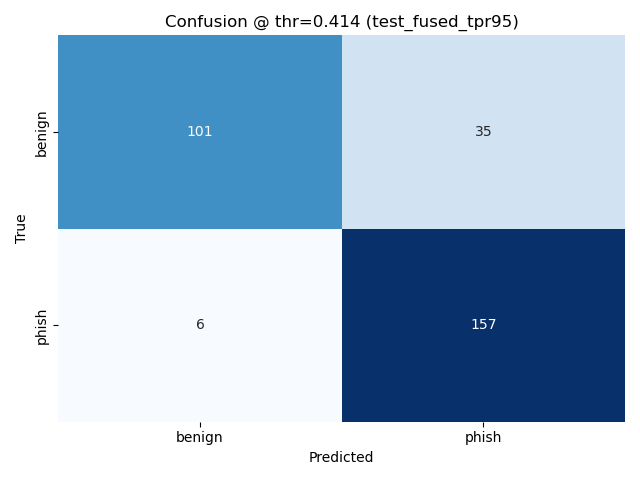 Confusion @ thr=0.414 (test_fused_tpr95)
True
benign
101
35
phish
6
157
benign
phish
Predicted